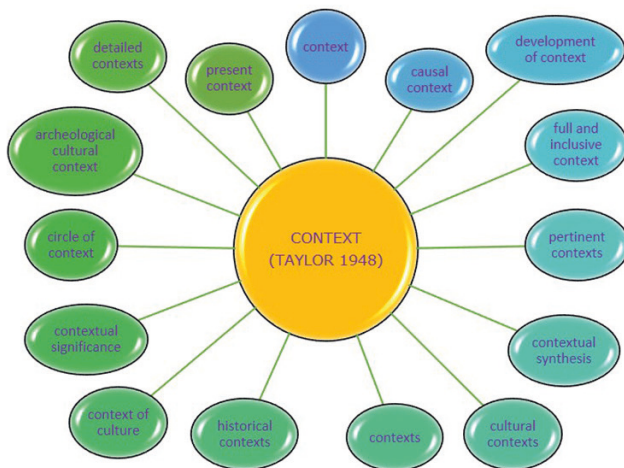 context
causal
context
development
of context
full and
inclusive
context
pertinent
contexts
contextual
synthesis
cultural
contexts
contexts
historical
contexts
context of
culture
contextual
significance
circle of
context
archeological
cultural
context
detailed
contexts
present
context
CONTEXT
(TAYLOR 1948)